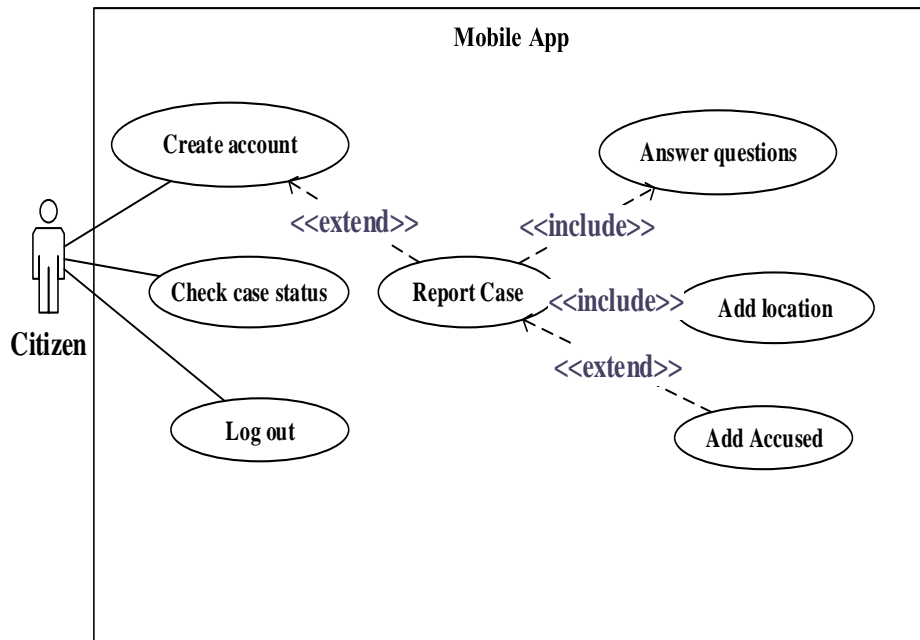 Mobile App
Create account
Answer questions
<<extend>>
<<include>>
Check case status
Report Case
<<include>>
Add location
Citizen
<<extend>>
Log out
Add Accused